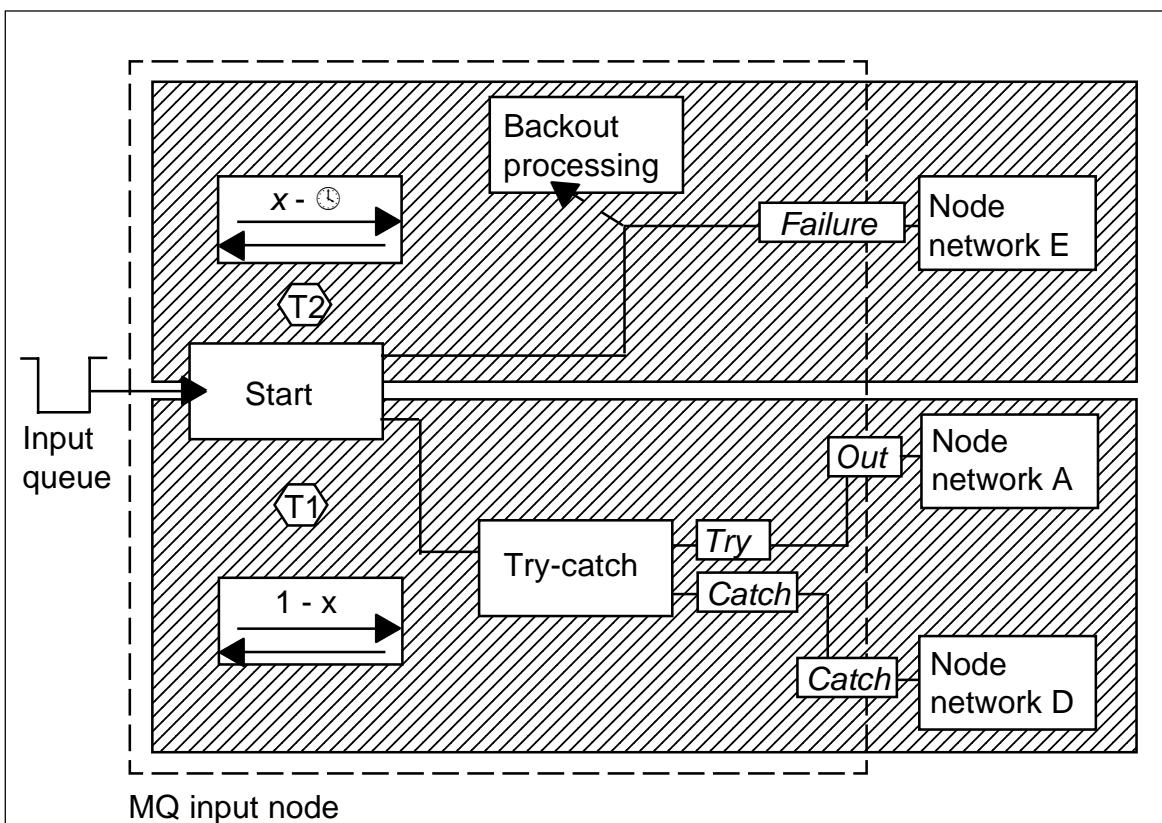 Backout
processing
x - 🕓
Failure
Node
network E
T2
Start
Input
queue
Out
Node
network A
T1
Try
Try-catch
Catch
1 - x
Catch
Node
network D
MQ input node